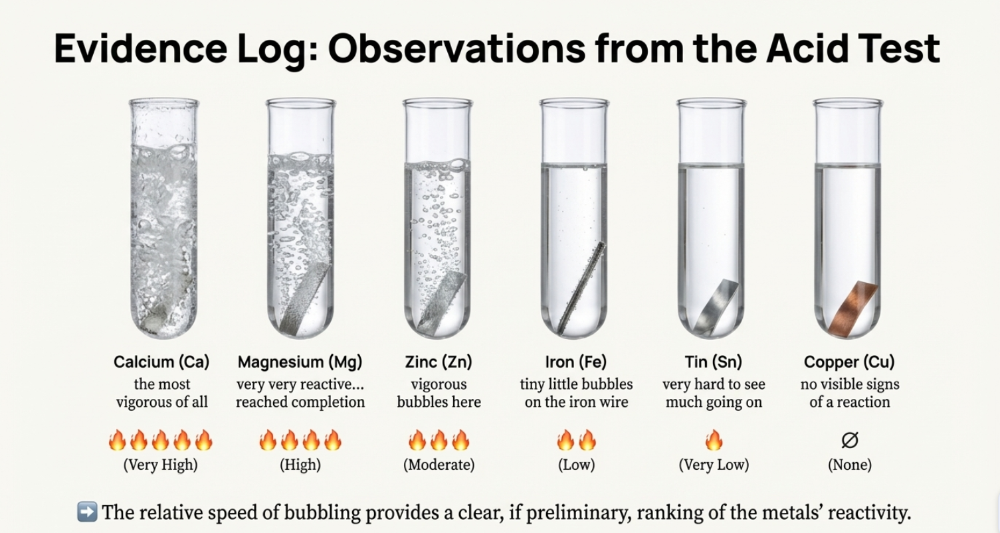 Evidence Log: Observations from the Acid Test
Calcium (Ca)
the most
vigorous of all
🔥🔥🔥🔥🔥
(Very High)
Magnesium (Mg)
very very reactive...
reached completion
🔥🔥🔥🔥
(High)
Zinc (Zn)
vigorous
bubbles here
🔥🔥🔥
(Moderate)
Iron (Fe)
tiny little bubbles
on the iron wire
🔥🔥
(Low)
Tin (Sn)
very hard to see
much going on
🔥
(Very Low)
Copper (Cu)
no visible signs
of a reaction
∅
(None)
➡️ The relative speed of bubbling provides a clear, if preliminary, ranking of the metals’ reactivity.